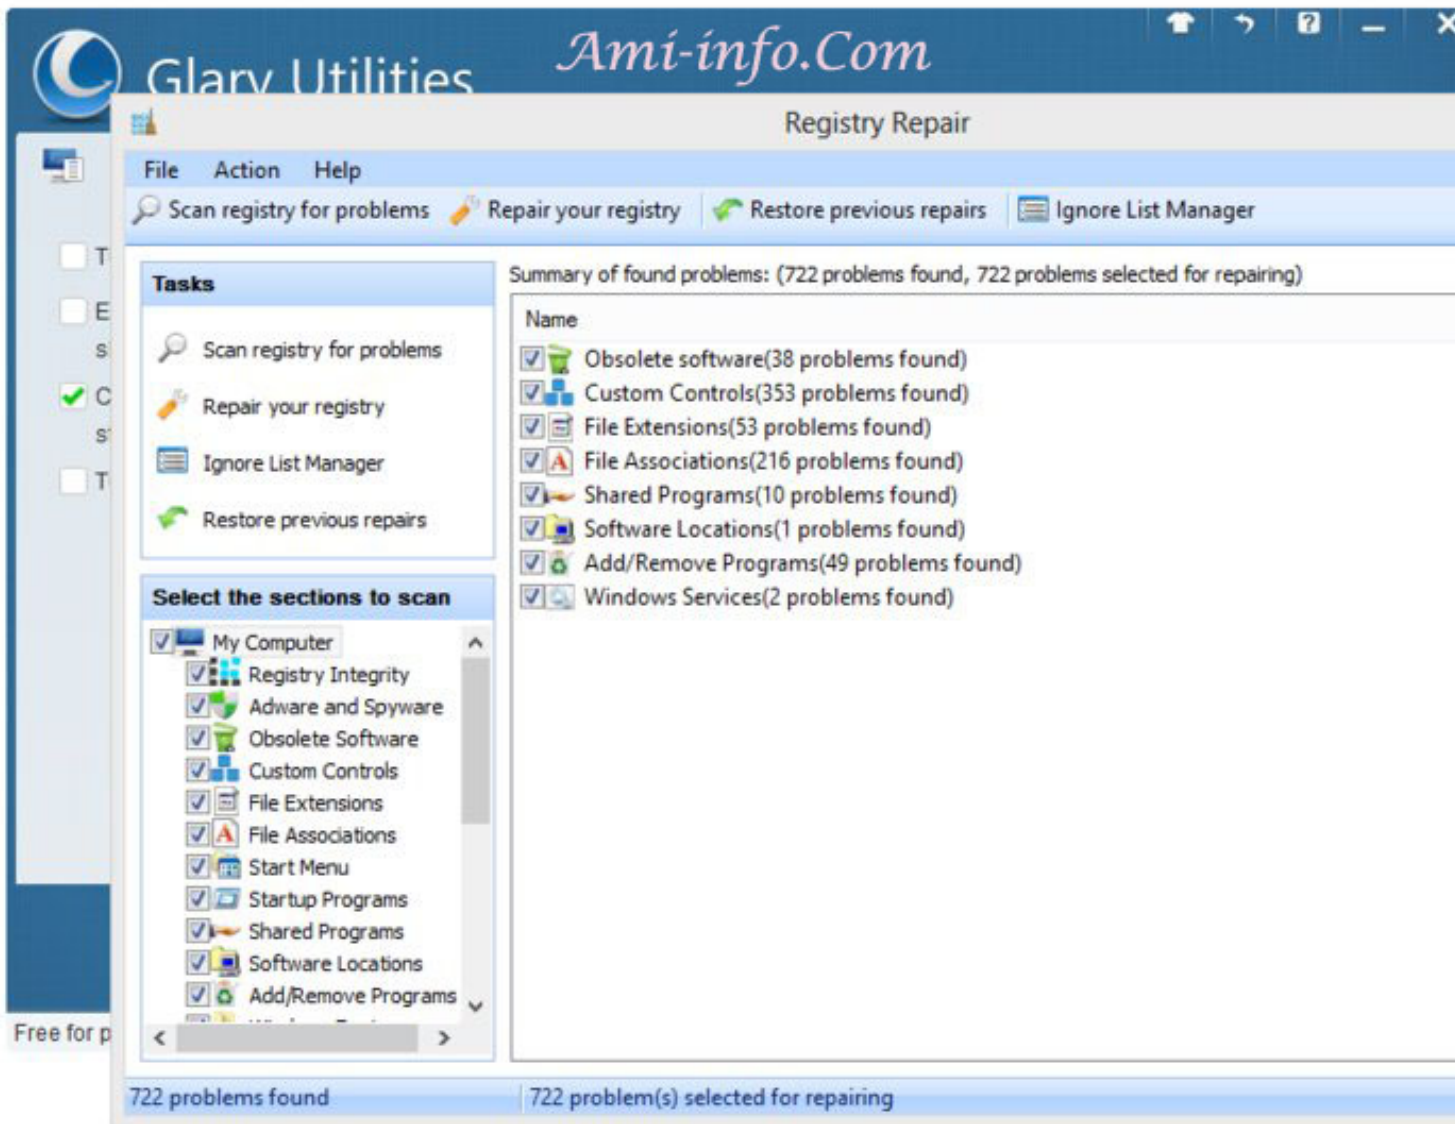 Ami-info.Com
Glary Utilities
Registry Repair
File Action Help
Scan registry for problems Repair your registry Restore previous repairs Ignore List Manager
T
E
s
C
s
T
Tasks
Scan registry for problems
Repair your registry
Ignore List Manager
Restore previous repairs
Select the sections to scan
My Computer
Registry Integrity
Adware and Spyware
Obsolete Software
Custom Controls
File Extensions
File Associations
Start Menu
Startup Programs
Shared Programs
Software Locations
Add/Remove Programs
Summary of found problems: (722 problems found, 722 problems selected for repairing)
Name
Obsolete software(38 problems found)
Custom Controls(353 problems found)
File Extensions(53 problems found)
File Associations(216 problems found)
Shared Programs(10 problems found)
Software Locations(1 problems found)
Add/Remove Programs(49 problems found)
Windows Services(2 problems found)
Free for p
722 problems found
722 problem(s) selected for repairing